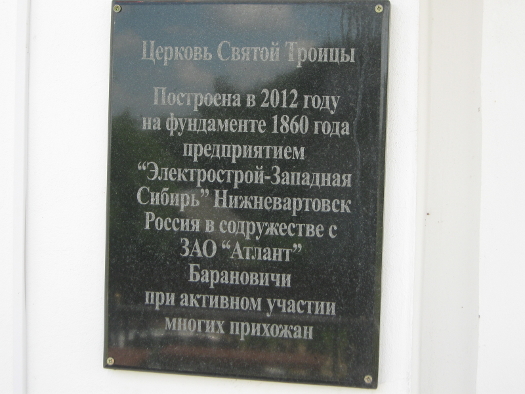 Церковь Святой Троицы
Построена в 2012 году
на фундаменте 1860 года
предприятием
“Электрострой-Западная
Сибирь” Нижневартовск
Россия в содружестве с
ЗАО “Атлант”
Барановичи
при активном участии
многих прихожан